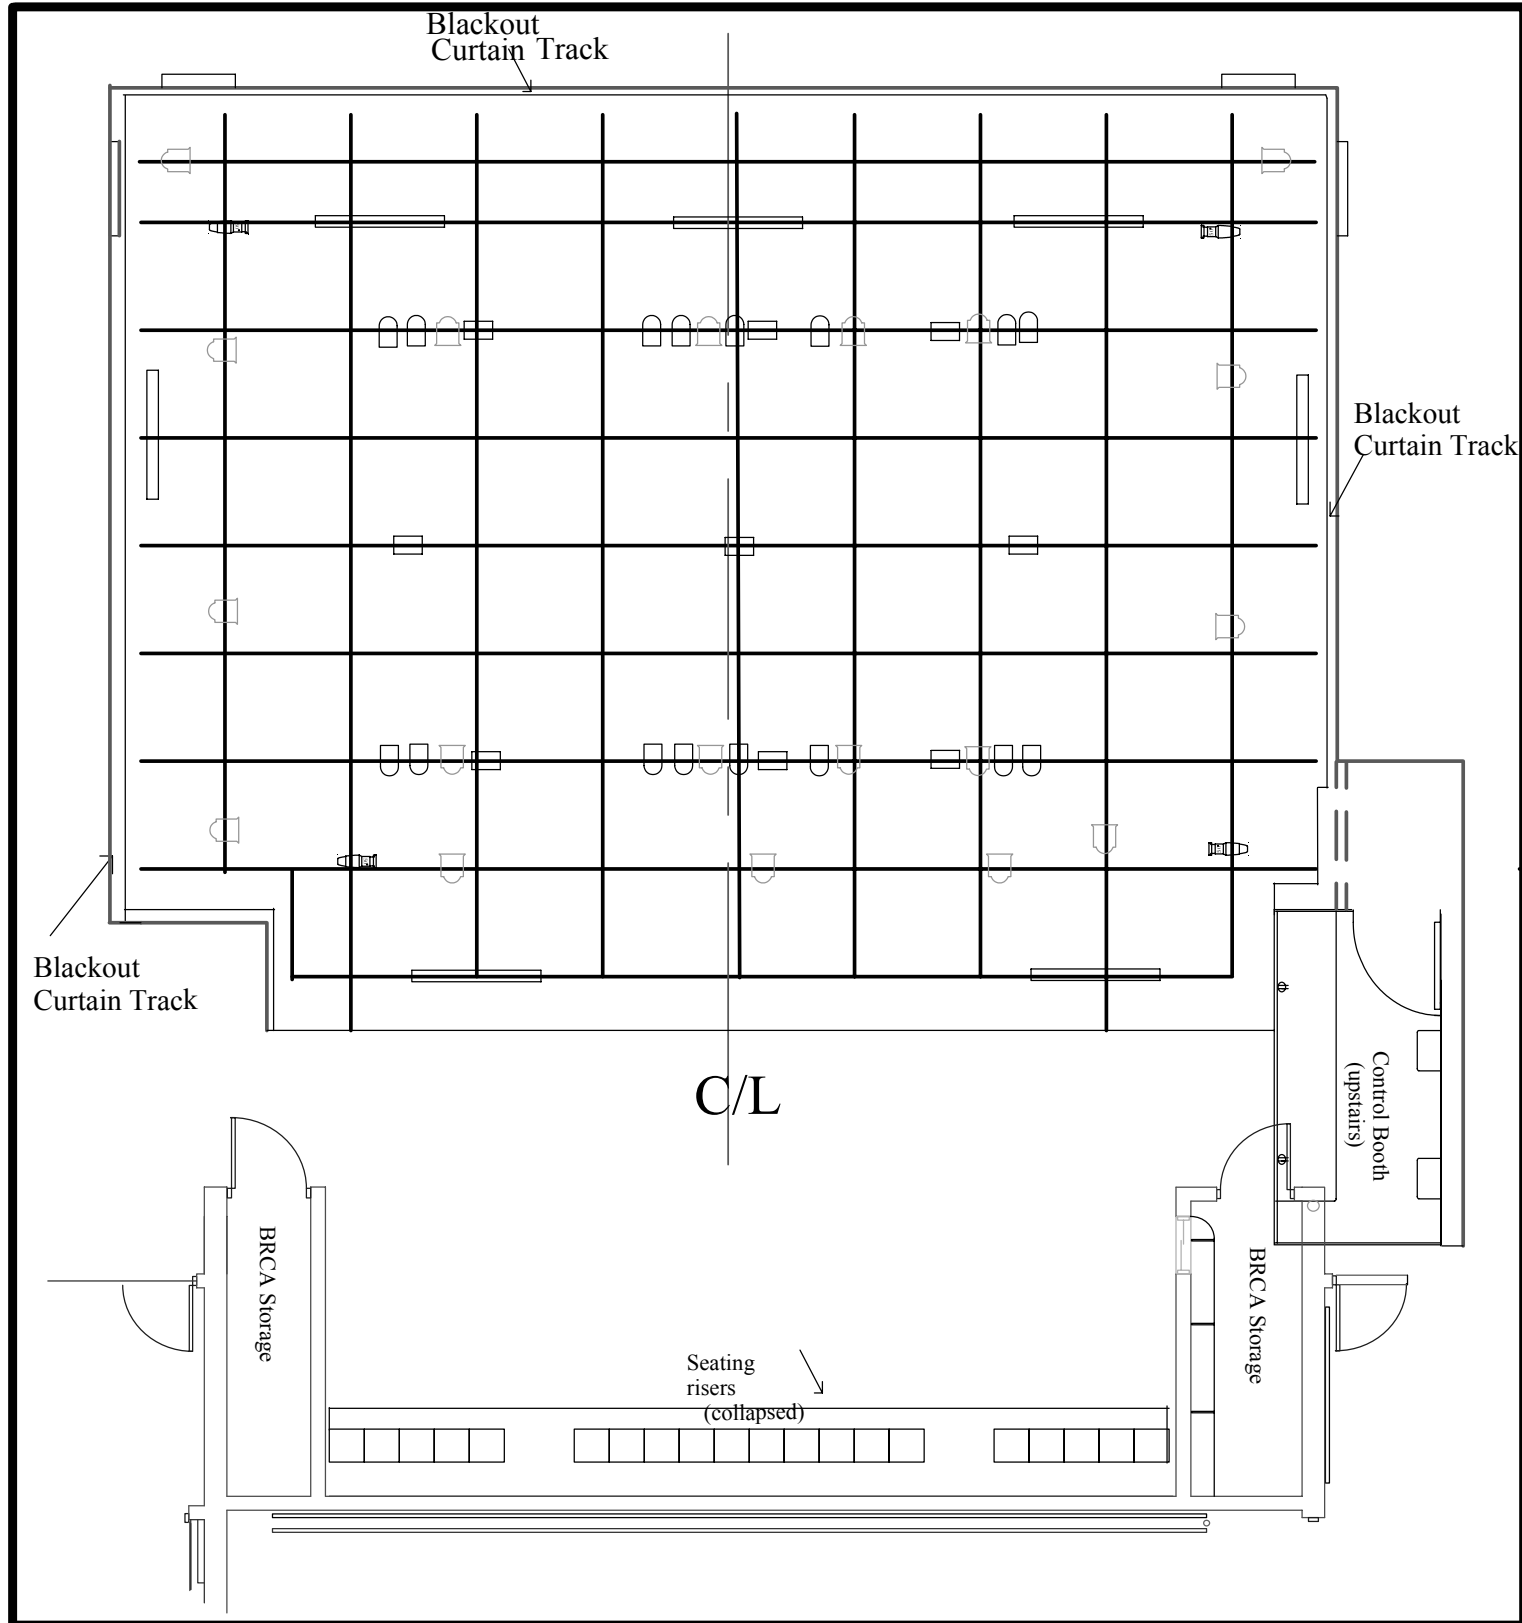 Blackout
Curtain Track
Blackout
Curtain Track
Blackout
Curtain Track
C/L
Control Booth
(upstairs)
BRCA Storage
BRCA Storage
Seating
risers
(collapsed)